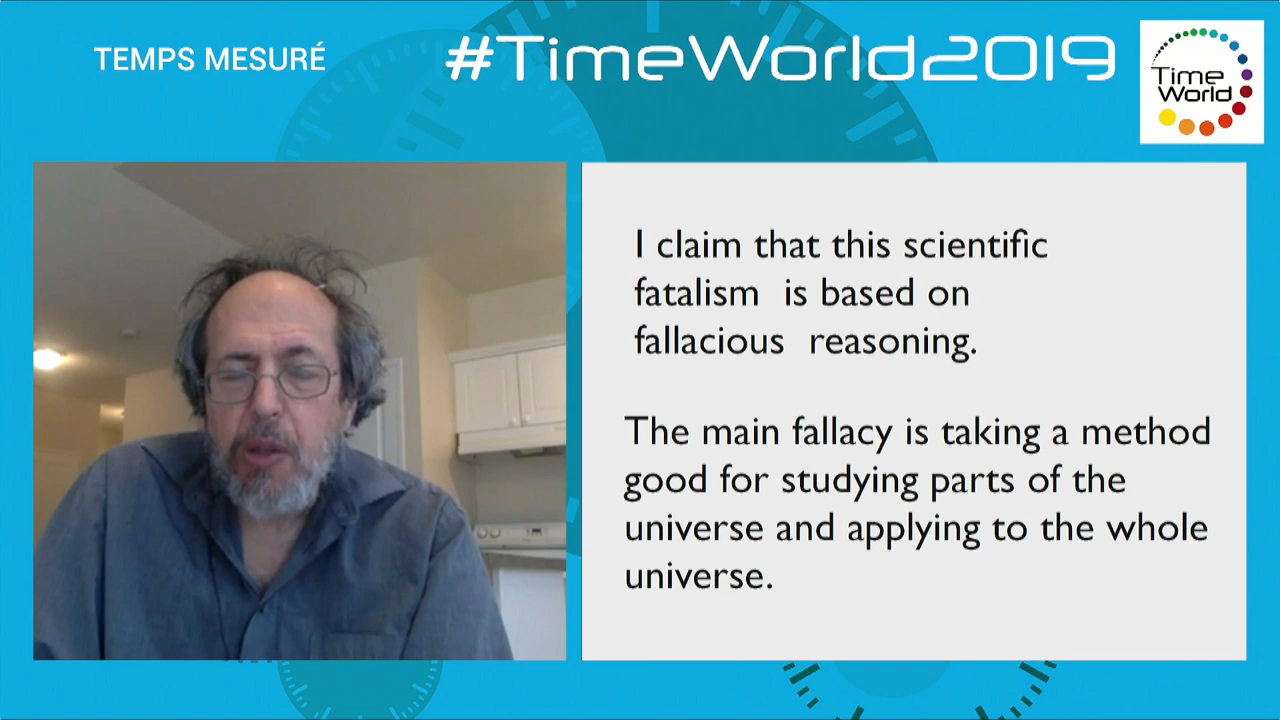 TEMPS MESURÉ
#TimeWorld2019
Time
World
I claim that this scientific
fatalism is based on
fallacious reasoning.
The main fallacy is taking a method
good for studying parts of the
universe and applying to the whole
universe.